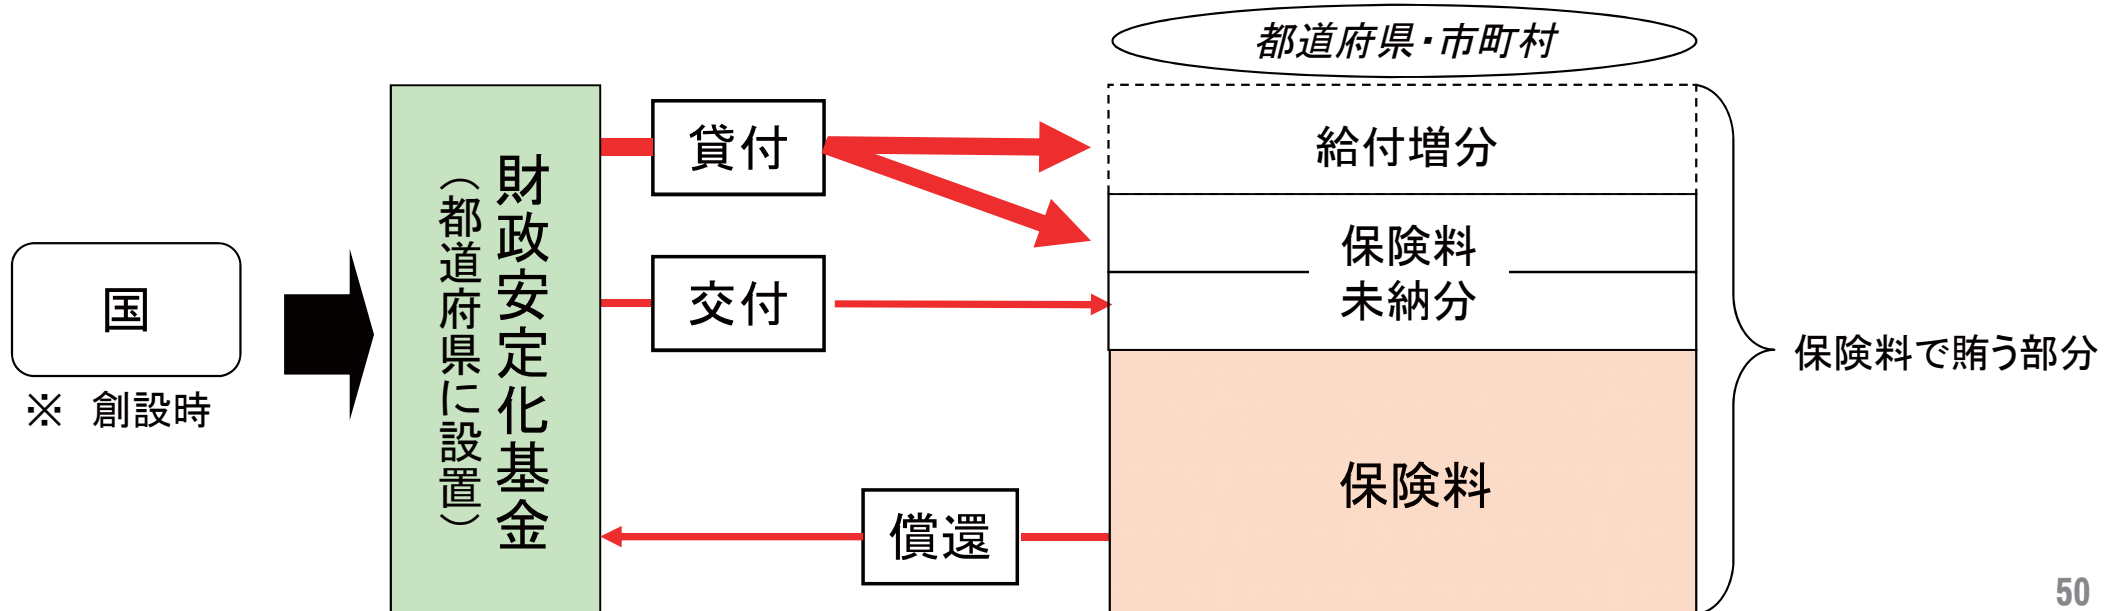 都道府県・市町村
国
※ 創設時
財政安定化基金
（都道府県に設置）
貸付
交付
償還
給付増分
保険料
未納分
保険料
保険料で賄う部分
50